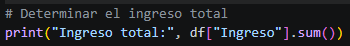 # Determinar el ingreso total
print("Ingreso total:", df["Ingreso"].sum())